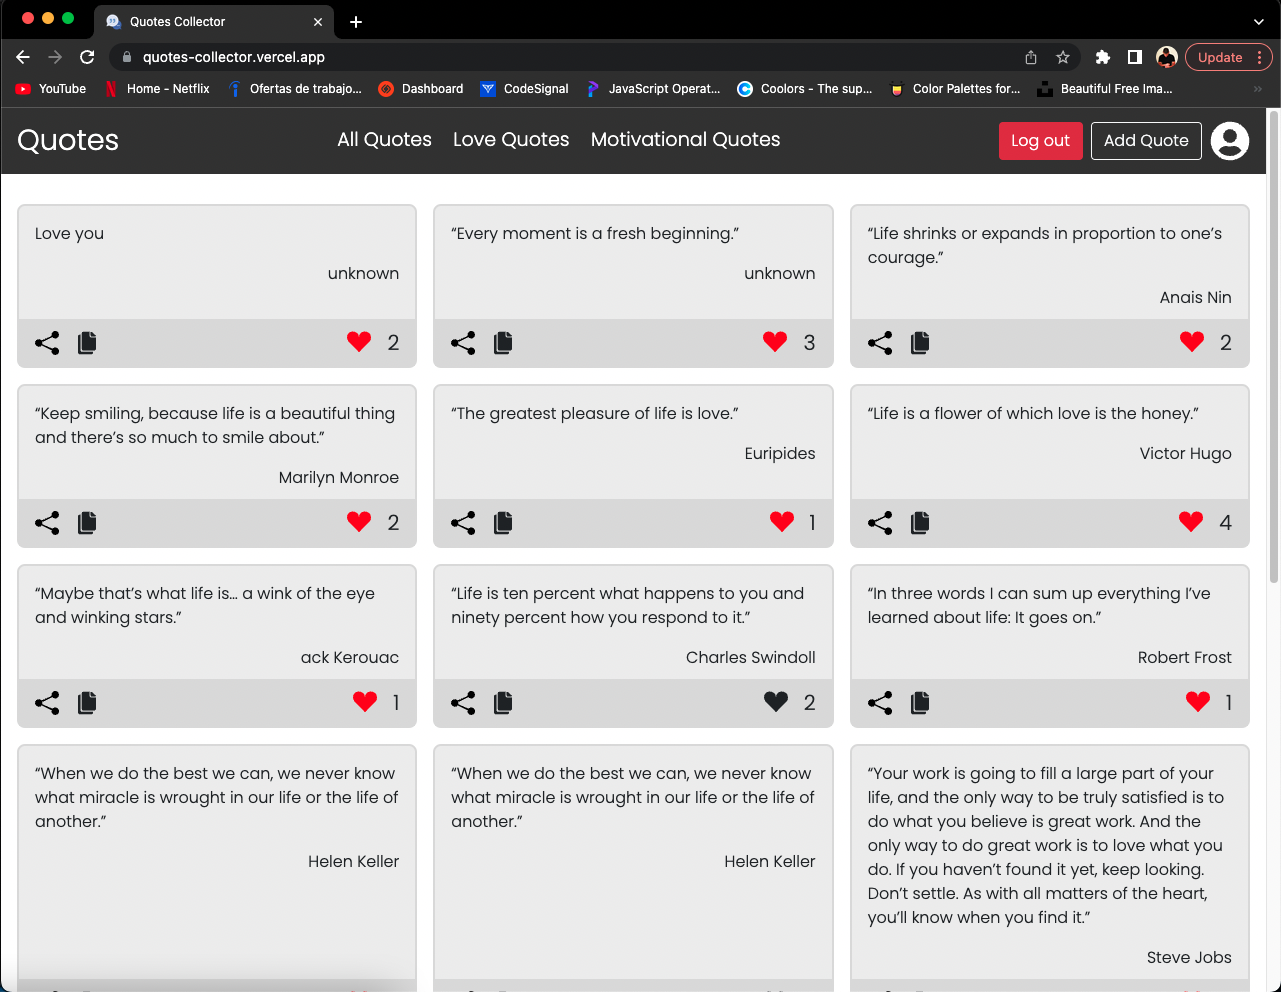 Quotes Collector
quotes-collector.vercel.app
Update
YouTube
Home - Netflix
Ofertas de trabajo...
Dashboard
CodeSignal
JavaScript Operat...
Coolors - The sup...
Color Palettes for...
Beautiful Free Ima...
Quotes
All Quotes
Love Quotes
Motivational Quotes
Log out
Add Quote
Love you
unknown
2
“Every moment is a fresh beginning.”
unknown
3
“Life shrinks or expands in proportion to one’s
courage.”
Anais Nin
2
“Keep smiling, because life is a beautiful thing
and there’s so much to smile about.”
Marilyn Monroe
2
“The greatest pleasure of life is love.”
Euripides
1
“Life is a flower of which love is the honey.”
Victor Hugo
4
“Maybe that’s what life is… a wink of the eye
and winking stars.”
ack Kerouac
1
“Life is ten percent what happens to you and
ninety percent how you respond to it.”
Charles Swindoll
2
“In three words I can sum up everything I’ve
learned about life: It goes on.”
Robert Frost
1
“When we do the best we can, we never know
what miracle is wrought in our life or the life of
another.”
Helen Keller
“When we do the best we can, we never know
what miracle is wrought in our life or the life of
another.”
Helen Keller
“Your work is going to fill a large part of your
life, and the only way to be truly satisfied is to
do what you believe is great work. And the
only way to do great work is to love what you
do. If you haven’t found it yet, keep looking.
Don’t settle. As with all matters of the heart,
you’ll know when you find it.”
Steve Jobs